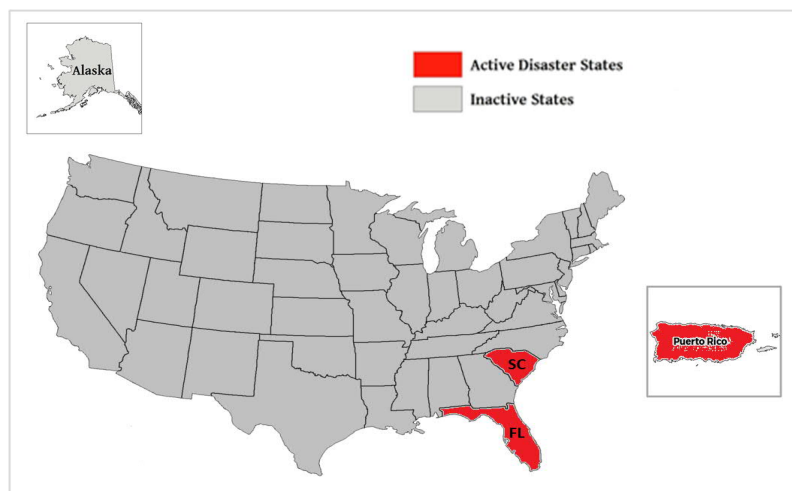 Alaska
Active Disaster States
Inactive States
Puerto Rico
SC
FL